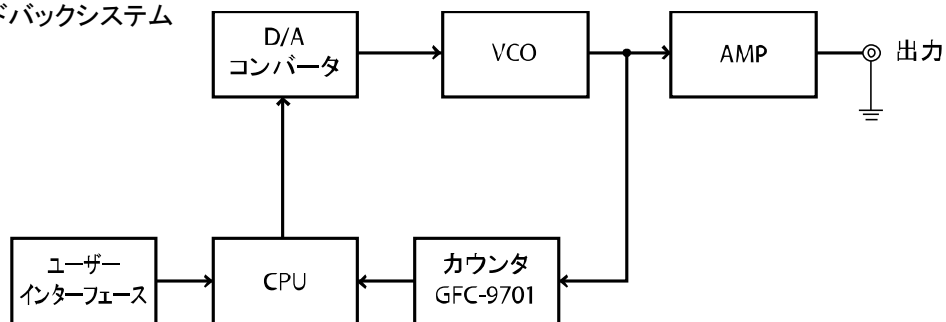 ドバックシステム
D/A
コンバータ
VCO
AMP
出力
ユーザー
インターフェース
CPU
カウンタ
GFC-9701